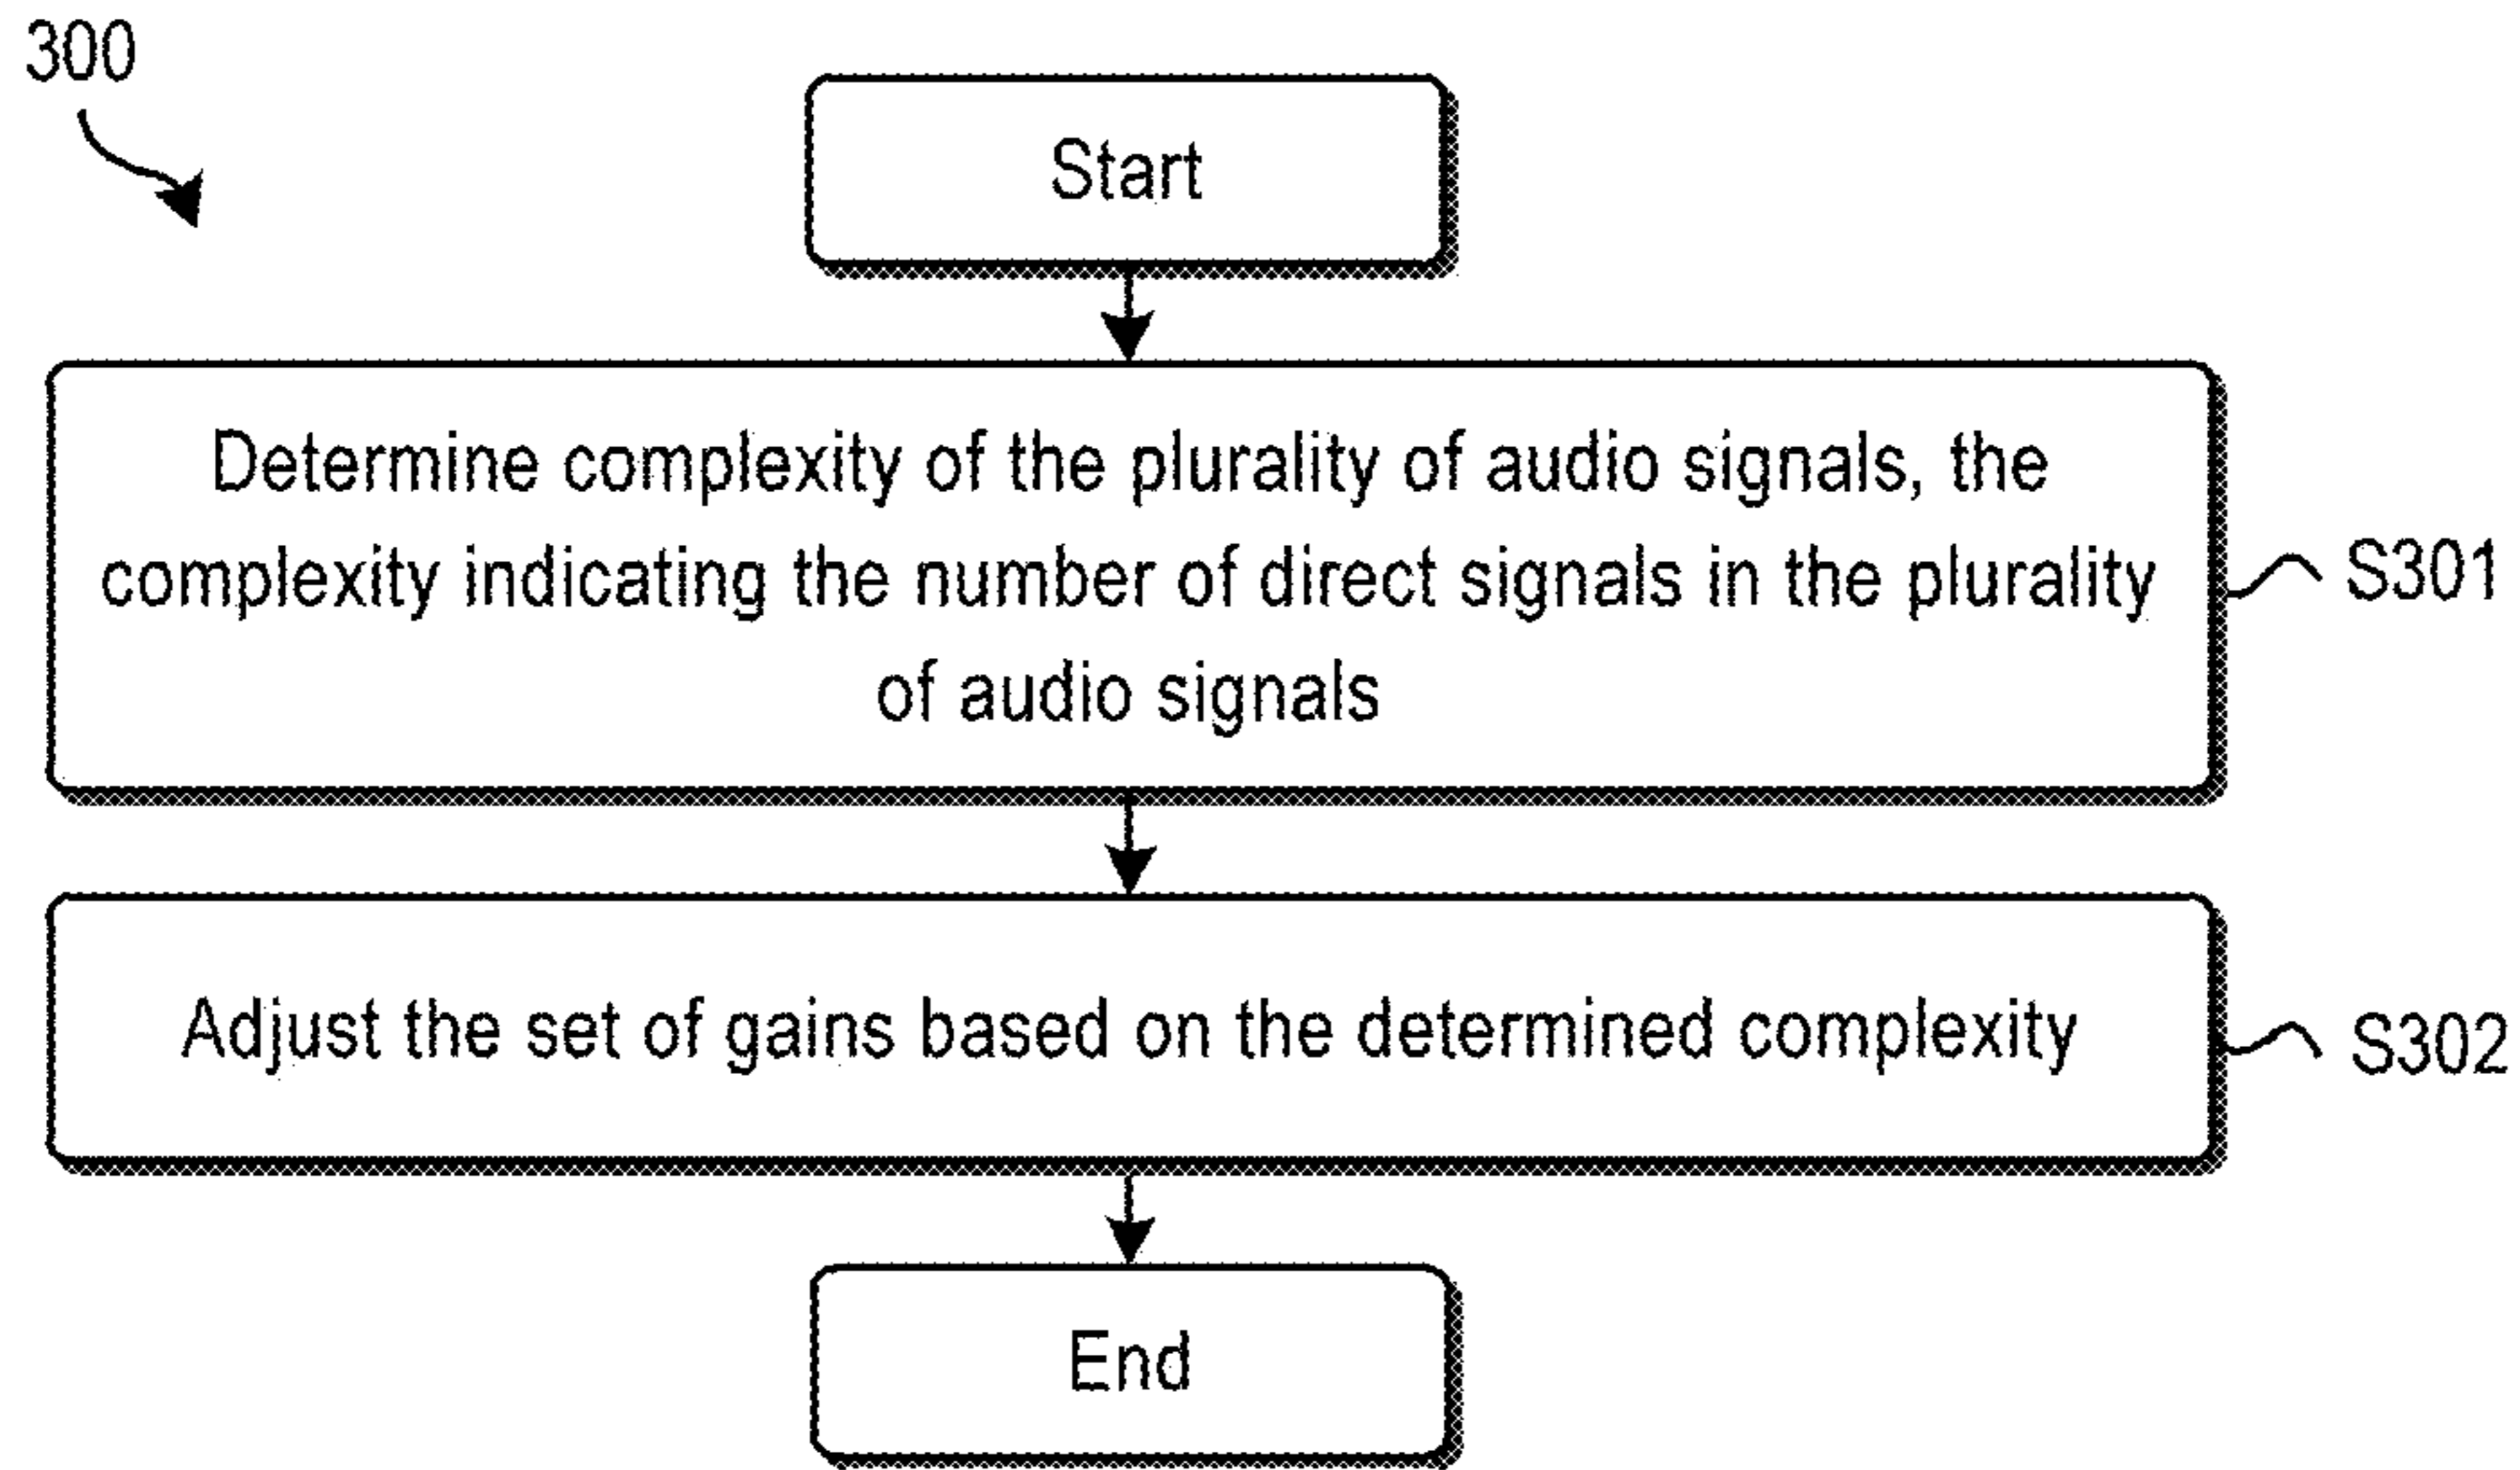 300
Start
Determine complexity of the plurality of audio signals, the
complexity indicating the number of direct signals in the plurality
of audio signals
S301
Adjust the set of gains based on the determined complexity
S302
End